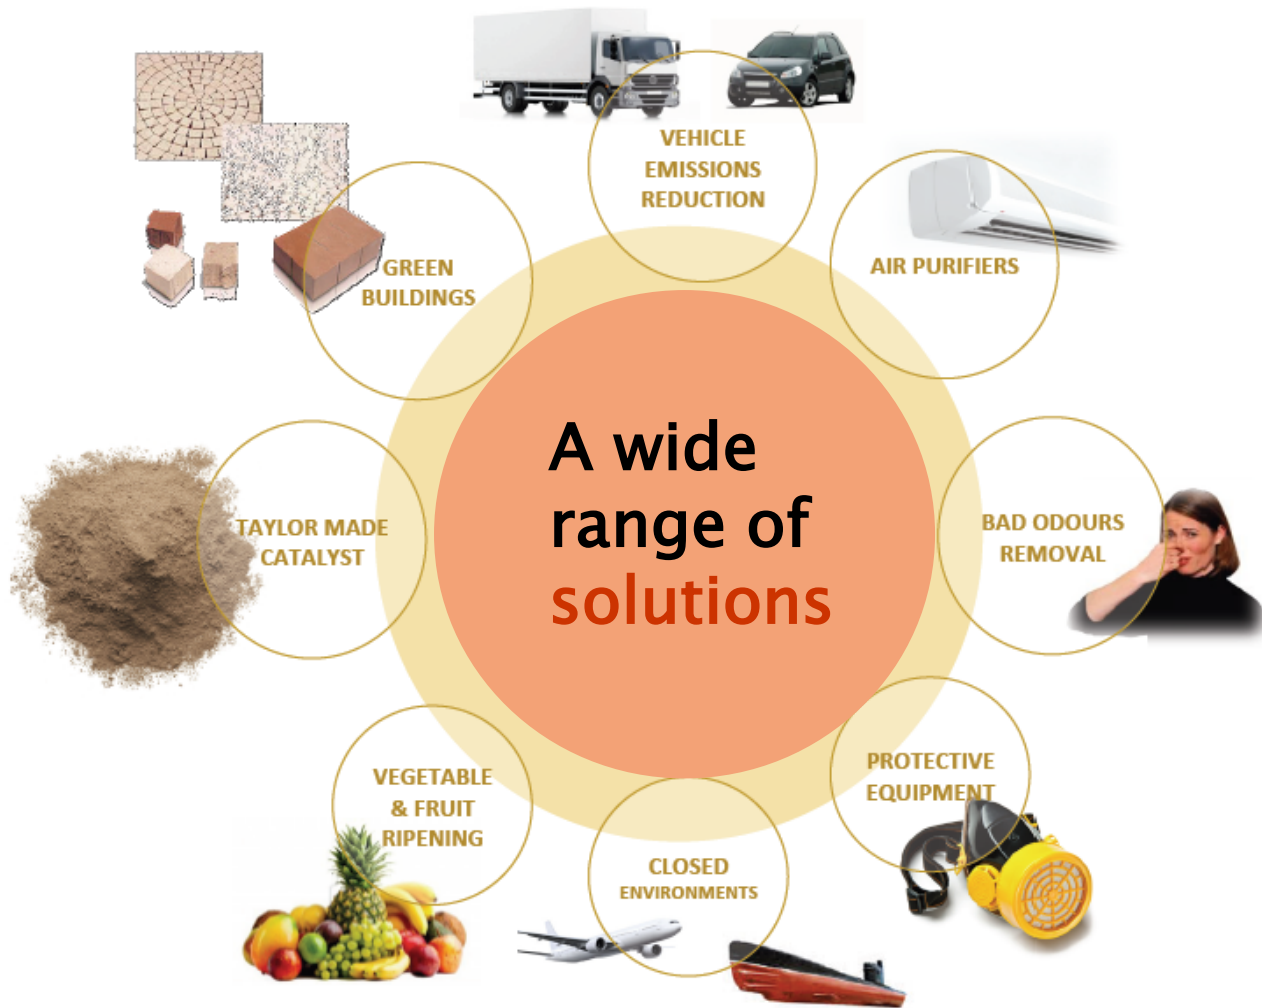 A wide
range of
solutions
VEHICLE
EMISSIONS
REDUCTION
AIR PURIFIERS
BAD ODOURS
REMOVAL
PROTECTIVE
EQUIPMENT
CLOSED
ENVIRONMENTS
VEGETABLE
& FRUIT
RIPENING
TAYLOR MADE
CATALYST
GREEN
BUILDINGS